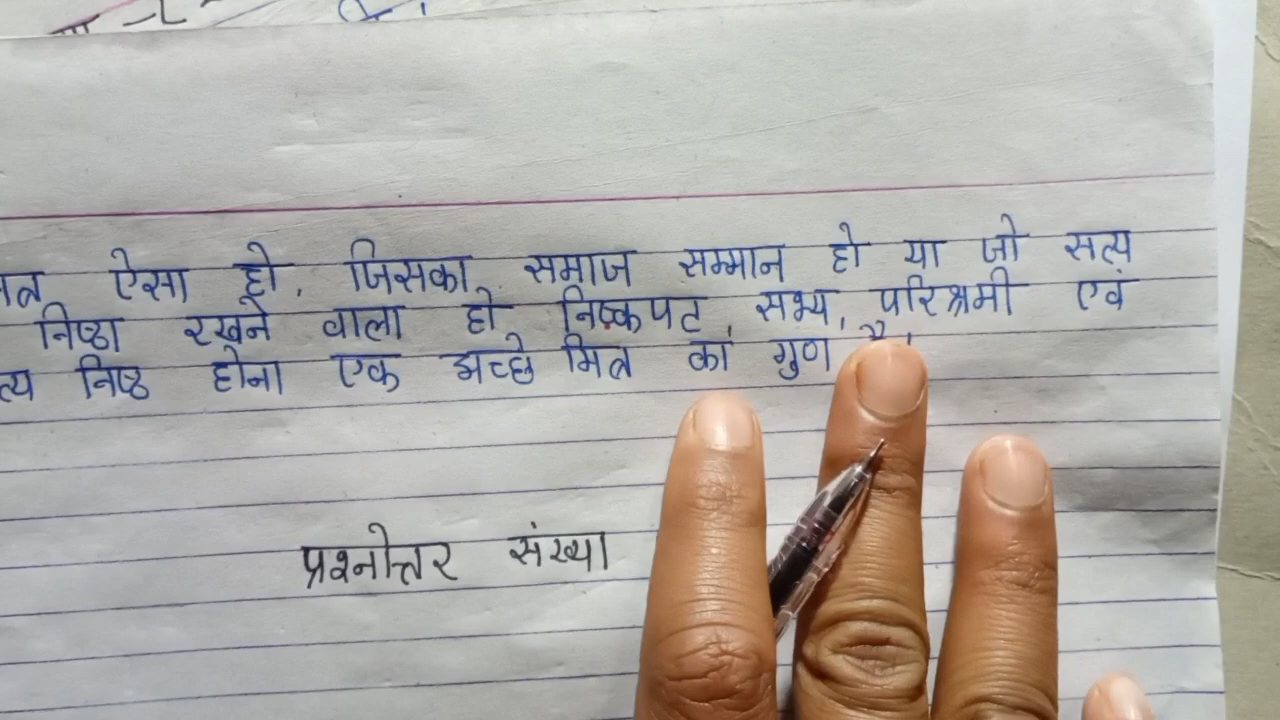 ऐसा हो, जिसका समाज सम्मान हो या जो सत्य
निष्ठा रखने वाला हो निष्कपट, सभ्य, परिश्रमी एवं
निष्ठ होना एक अच्छे मित्र का गुण है।
प्रश्नोत्तर संख्या